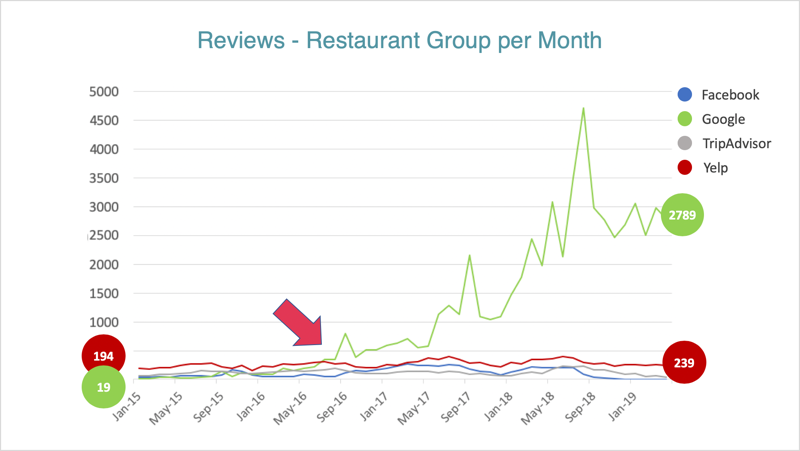 Reviews - Restaurant Group per Month
5000
4500
4000
3500
3000
2500
2000
1500
1000
Facebook
Google
TripAdvisor
Yelp
2789
194
19
239
Jan-15
May-15
Sep-15
Jan-16
May-16
Sep-16
Jan-17
May-17
Sep-17
Jan-18
May-18
Sep-18
Jan-19